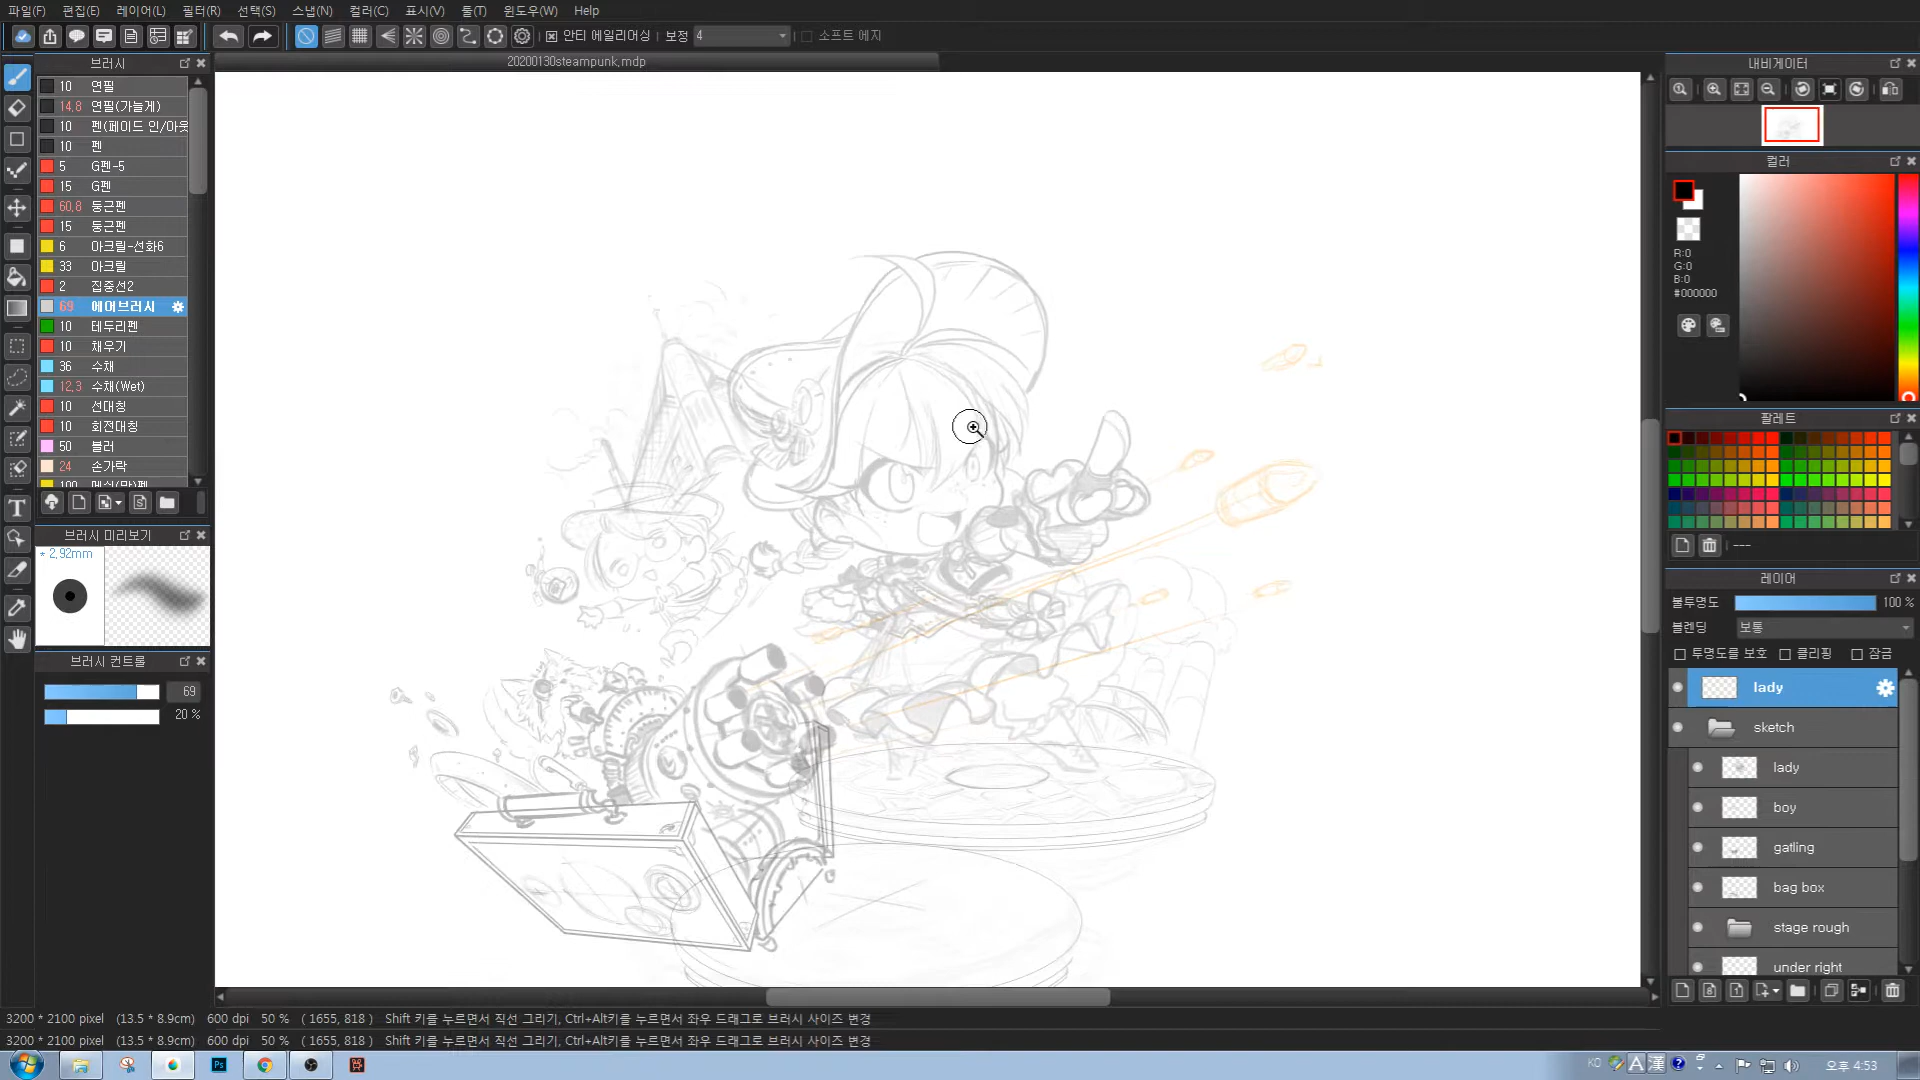 파일(F) 편집(E) 레이어(L) 필터(R) 선택(S) 스냅(N) 컬러(C) 표시(V) 툴(T) 윈도우(W) Help
안티 에일리어싱 보정 4 소프트 에지
브러시
20200130steampunk.mdp
내비게이터
10 연필
14.8 연필(가늘게)
10 펜(페이드 인/아웃
10 펜
5 G펜-5
15 G펜
60.8 둥근펜
15 둥근펜
6 아크릴-선화6
33 아크릴
2 집중선2
69 에어브러시
10 테두리펜
10 채우기
36 수채
12.3 수채(Wet)
10 선대칭
10 회전대칭
50 블러
24 손가락
100 메쉬(망)펜
브러시 미리보기
* 2.92mm
브러시 컨트롤
69
20 %
컬러
R:0
G:0
B:0
#000000
팔레트
---
레이어
불투명도 100 %
블렌딩 보통
투명도를 보호 클리핑 잠금
lady
sketch
lady
boy
gatling
bag box
stage rough
under right
3200 * 2100 pixel (13.5 * 8.9cm) 600 dpi 50 % ( 1655, 818 ) Shift 키를 누르면서 직선 그리기, Ctrl+Alt키를 누르면서 좌우 드래그로 브러시 사이즈 변경
3200 * 2100 pixel (13.5 * 8.9cm) 600 dpi 50 % ( 1655, 818 ) Shift 키를 누르면서 직선 그리기, Ctrl+Alt키를 누르면서 좌우 드래그로 브러시 사이즈 변경
Ps KO A 漢 오후 4:53